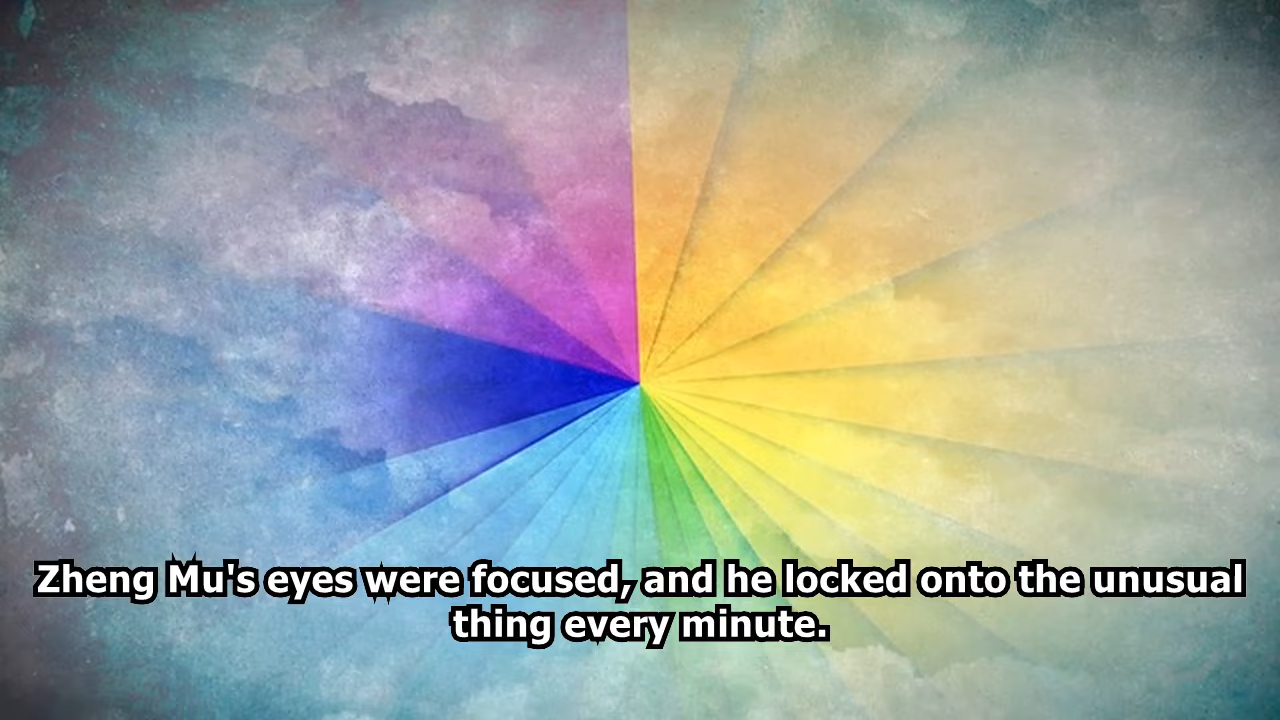 Zheng Mu's eyes were focused, and he locked onto the unusual
thing every minute.